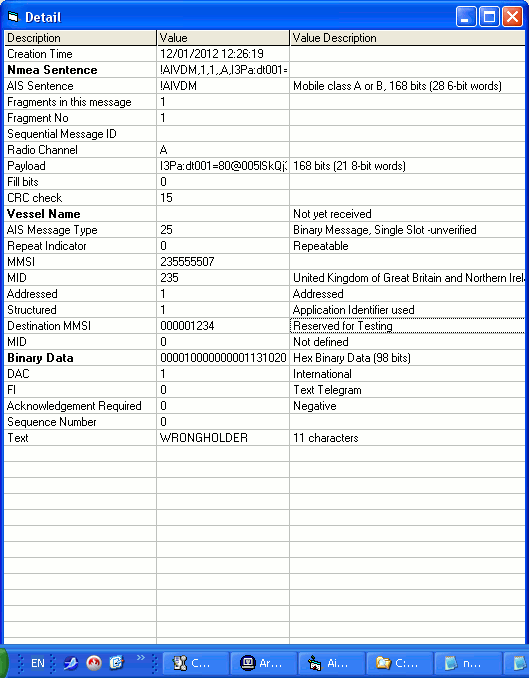 Detail
Description Value Value Description
Creation Time 12/01/2012 12:26:19
Nmea Sentence !AIVDM,1,1,,A,I3Pa:dt001=
AIS Sentence !AIVDM Mobile class A or B, 168 bits (28 6-bit words)
Fragments in this message 1
Fragment No 1
Sequential Message ID
Radio Channel A
Payload I3Pa:dt001=80@005ISkQj 168 bits (21 8-bit words)
Fill bits 0
CRC check 15
Vessel Name Not yet received
AIS Message Type 25 Binary Message, Single Slot -unverified
Repeat Indicator 0 Repeatable
MMSI 235555507
MID 235 United Kingdom of Great Britain and Northern Irel
Addressed 1 Addressed
Structured 1 Application Identifier used
Destination MMSI 000001234 Reserved for Testing
MID 0 Not defined
Binary Data 000010000000001131020 Hex Binary Data (98 bits)
DAC 1 International
FI 0 Text Telegram
Acknowledgement Required 0 Negative
Sequence Number 0
Text WRONGHOLDER 11 characters
EN C... Ar... Ai... C:... n...